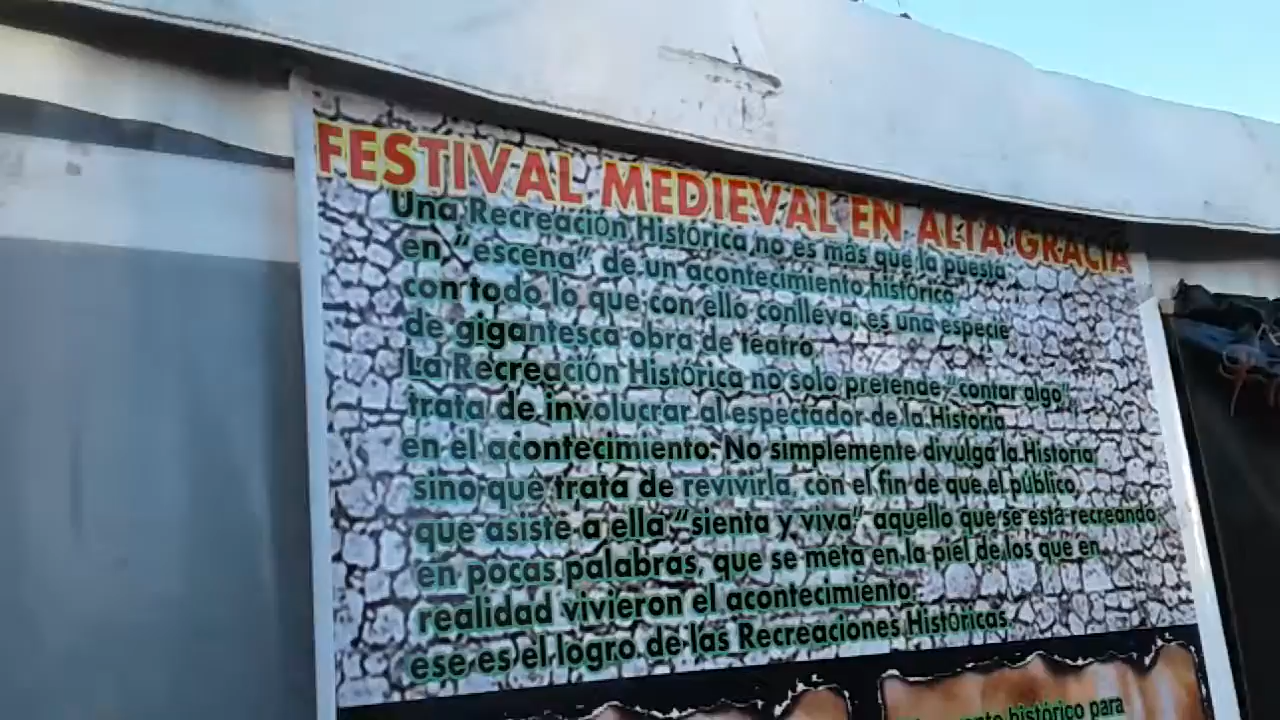 FESTIVAL MEDIEVAL EN ALTA GRACIA
Una Recreación Histórica no es más que la puesta
en "escena" de un acontecimiento histórico
con todo lo que con ello conlleva, es una especie
de gigantesca obra de teatro.
La Recreación Histórica no solo pretende "contar algo"
trata de involucrar al espectador de la Historia
en el acontecimiento. No simplemente divulga la Historia
sino que trata de revivirla, con el fin de que el público
que asiste a ella "sienta y viva" aquello que se está recreando
en pocas palabras, que se meta en la piel de los que en
realidad vivieron el acontecimiento,
ese es el logro de las Recreaciones Históricas.
histórico para